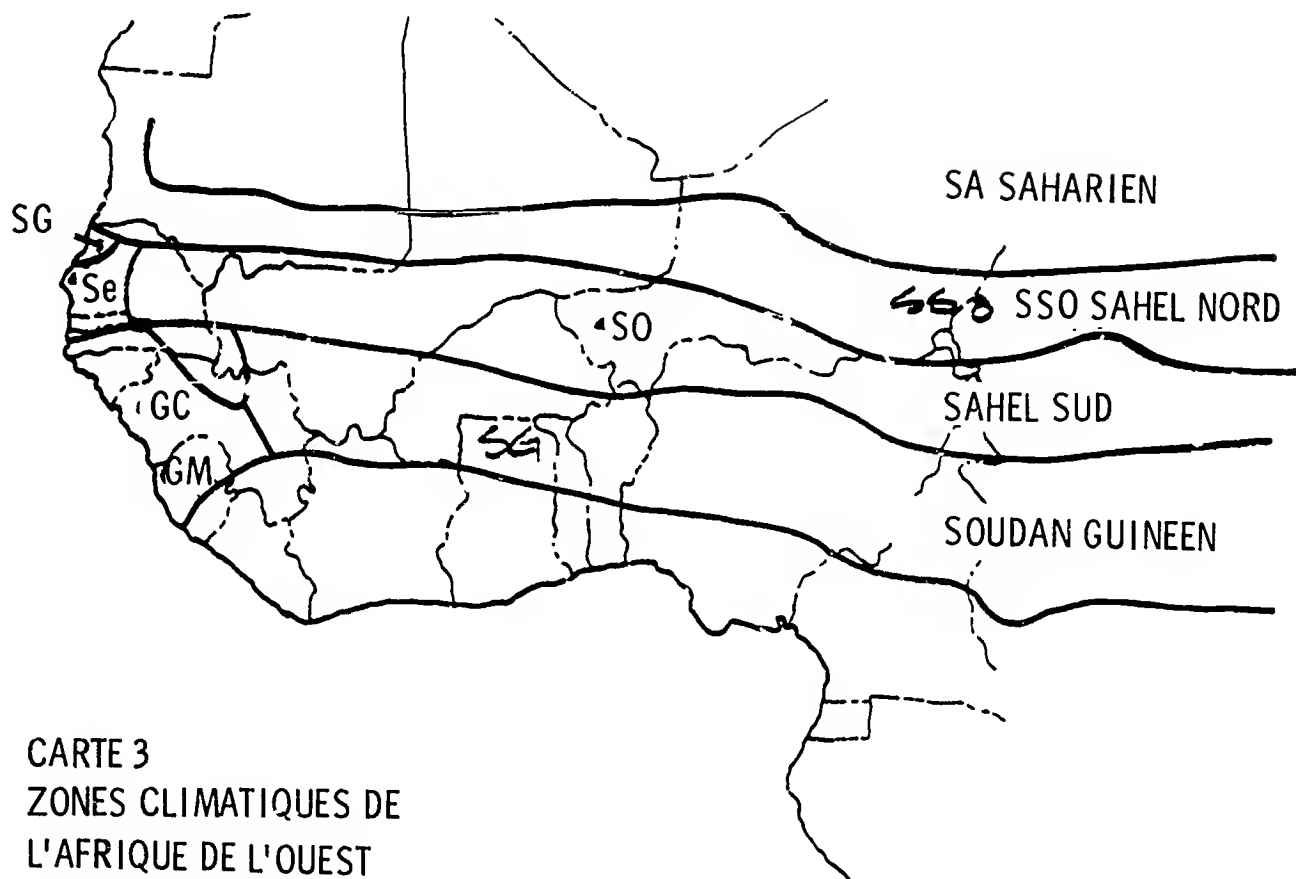 SA SAHARIEN
SG
Se
SSO SAHEL NORD
SO
GC
SAHEL SUD
SG
GM
SOUDAN GUINEEN
CARTE 3
ZONES CLIMATIQUES DE
L'AFRIQUE DE L'OUEST